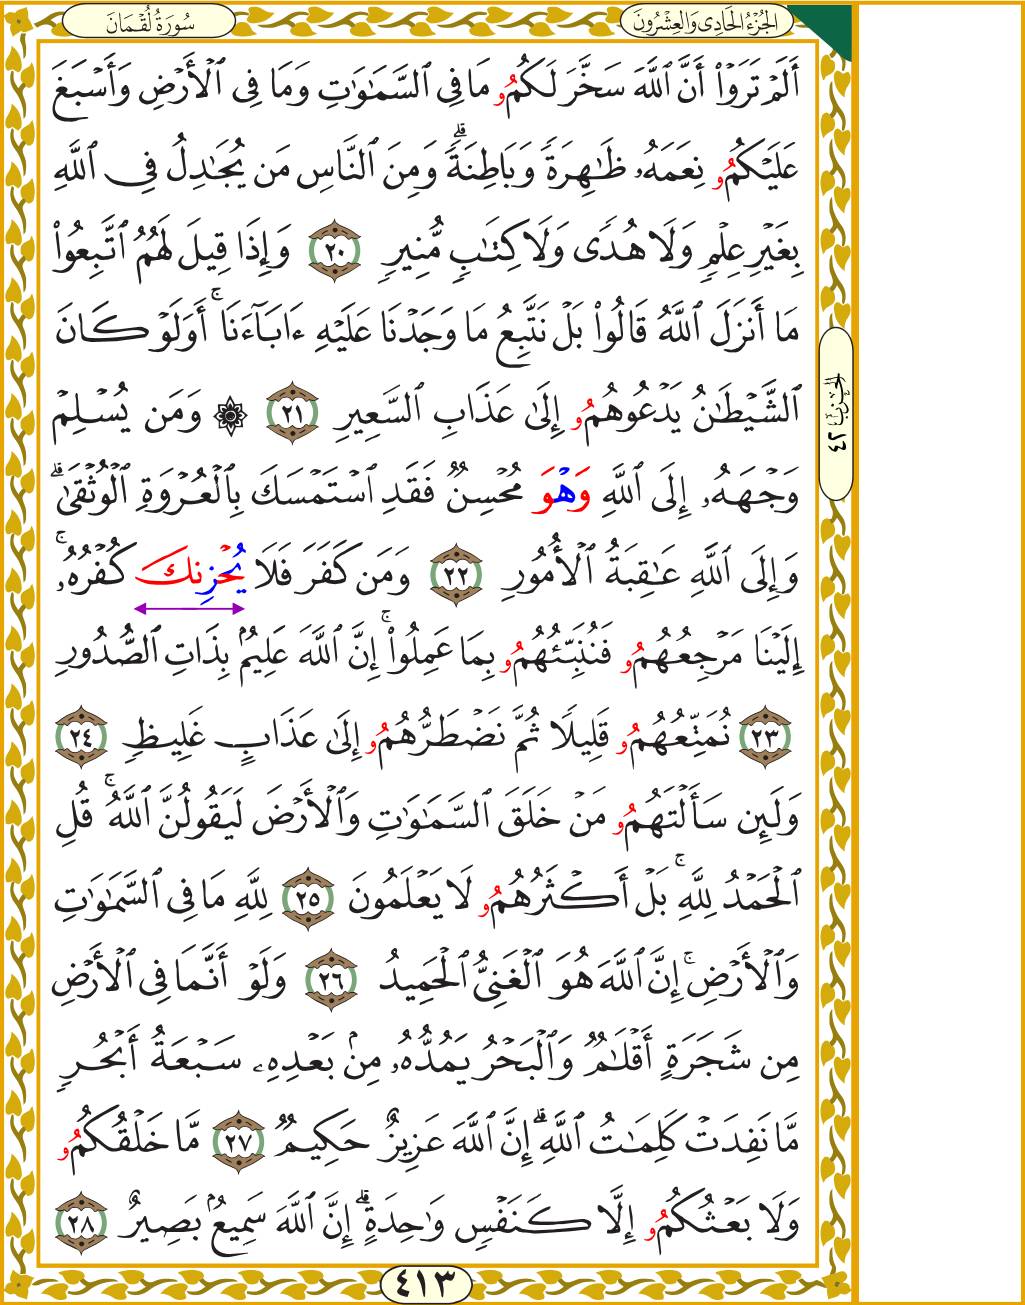 سُورَةُ لُقْمَانَ
الجُزْءُ الحَادِي وَالعِشْرُونَ
أَلَمْ تَرَوْا۟ أَنَّ ٱللَّهَ سَخَّرَ لَكُمُۥ مَا فِى ٱلسَّمَٰوَٰتِ وَمَا فِى ٱلْأَرْضِ وَأَسْبَغَ
عَلَيْكُمُۥ نِعَمَهُۥ ظَٰهِرَةً وَبَاطِنَةً ۗ وَمِنَ ٱلنَّاسِ مَن يُجَٰدِلُ فِى ٱللَّهِ
بِغَيْرِ عِلْمٍ وَلَا هُدًى وَلَا كِتَٰبٍ مُّنِيرٍ ٢٠ وَإِذَا قِيلَ لَهُمُ ٱتَّبِعُوا۟
مَا أَنزَلَ ٱللَّهُ قَالُوا۟ بَلْ نَتَّبِعُ مَا وَجَدْنَا عَلَيْهِ ءَابَآءَنَا ۚ أَوَلَوْ كَانَ
ٱلشَّيْطَٰنُ يَدْعُوهُمُۥ إِلَىٰ عَذَابِ ٱلسَّعِيرِ ٢١ ۞ وَمَن يُسْلِمْ
وَجْهَهُۥ إِلَى ٱللَّهِ وَهْوَ مُحْسِنٌ فَقَدِ ٱسْتَمْسَكَ بِٱلْعُرْوَةِ ٱلْوُثْقَىٰ ۗ
وَإِلَى ٱللَّهِ عَٰقِبَةُ ٱلْأُمُورِ ٢٢ وَمَن كَفَرَ فَلَا يُحْزِنكَ كُفْرُهُۥ ۚ
إِلَيْنَا مَرْجِعُهُمُۥ فَنُنَبِّئُهُمُۥ بِمَا عَمِلُوا۟ ۚ إِنَّ ٱللَّهَ عَلِيمٌۢ بِذَاتِ ٱلصُّدُورِ
٢٣ نُمَتِّعُهُمُۥ قَلِيلًا ثُمَّ نَضْطَرُّهُمُۥ إِلَىٰ عَذَابٍ غَلِيظٍ ٢٤
وَلَئِن سَأَلْتَهُمُۥ مَنْ خَلَقَ ٱلسَّمَٰوَٰتِ وَٱلْأَرْضَ لَيَقُولُنَّ ٱللَّهُ ۚ قُلِ
ٱلْحَمْدُ لِلَّهِ ۚ بَلْ أَكْثَرُهُمُۥ لَا يَعْلَمُونَ ٢٥ لِلَّهِ مَا فِى ٱلسَّمَٰوَٰتِ
وَٱلْأَرْضِ ۚ إِنَّ ٱللَّهَ هُوَ ٱلْغَنِىُّ ٱلْحَمِيدُ ٢٦ وَلَوْ أَنَّمَا فِى ٱلْأَرْضِ
مِن شَجَرَةٍ أَقْلَٰمٌ وَٱلْبَحْرُ يَمُدُّهُۥ مِنۢ بَعْدِهِۦ سَبْعَةُ أَبْحُرٍ
مَّا نَفِدَتْ كَلِمَٰتُ ٱللَّهِ ۗ إِنَّ ٱللَّهَ عَزِيزٌ حَكِيمٌ ٢٧ مَّا خَلْقُكُمُۥ
وَلَا بَعْثُكُمُۥ إِلَّا كَنَفْسٍ وَٰحِدَةٍ ۗ إِنَّ ٱللَّهَ سَمِيعٌۢ بَصِيرٌ ٢٨
الحِزْب
٤٢
٤١٣